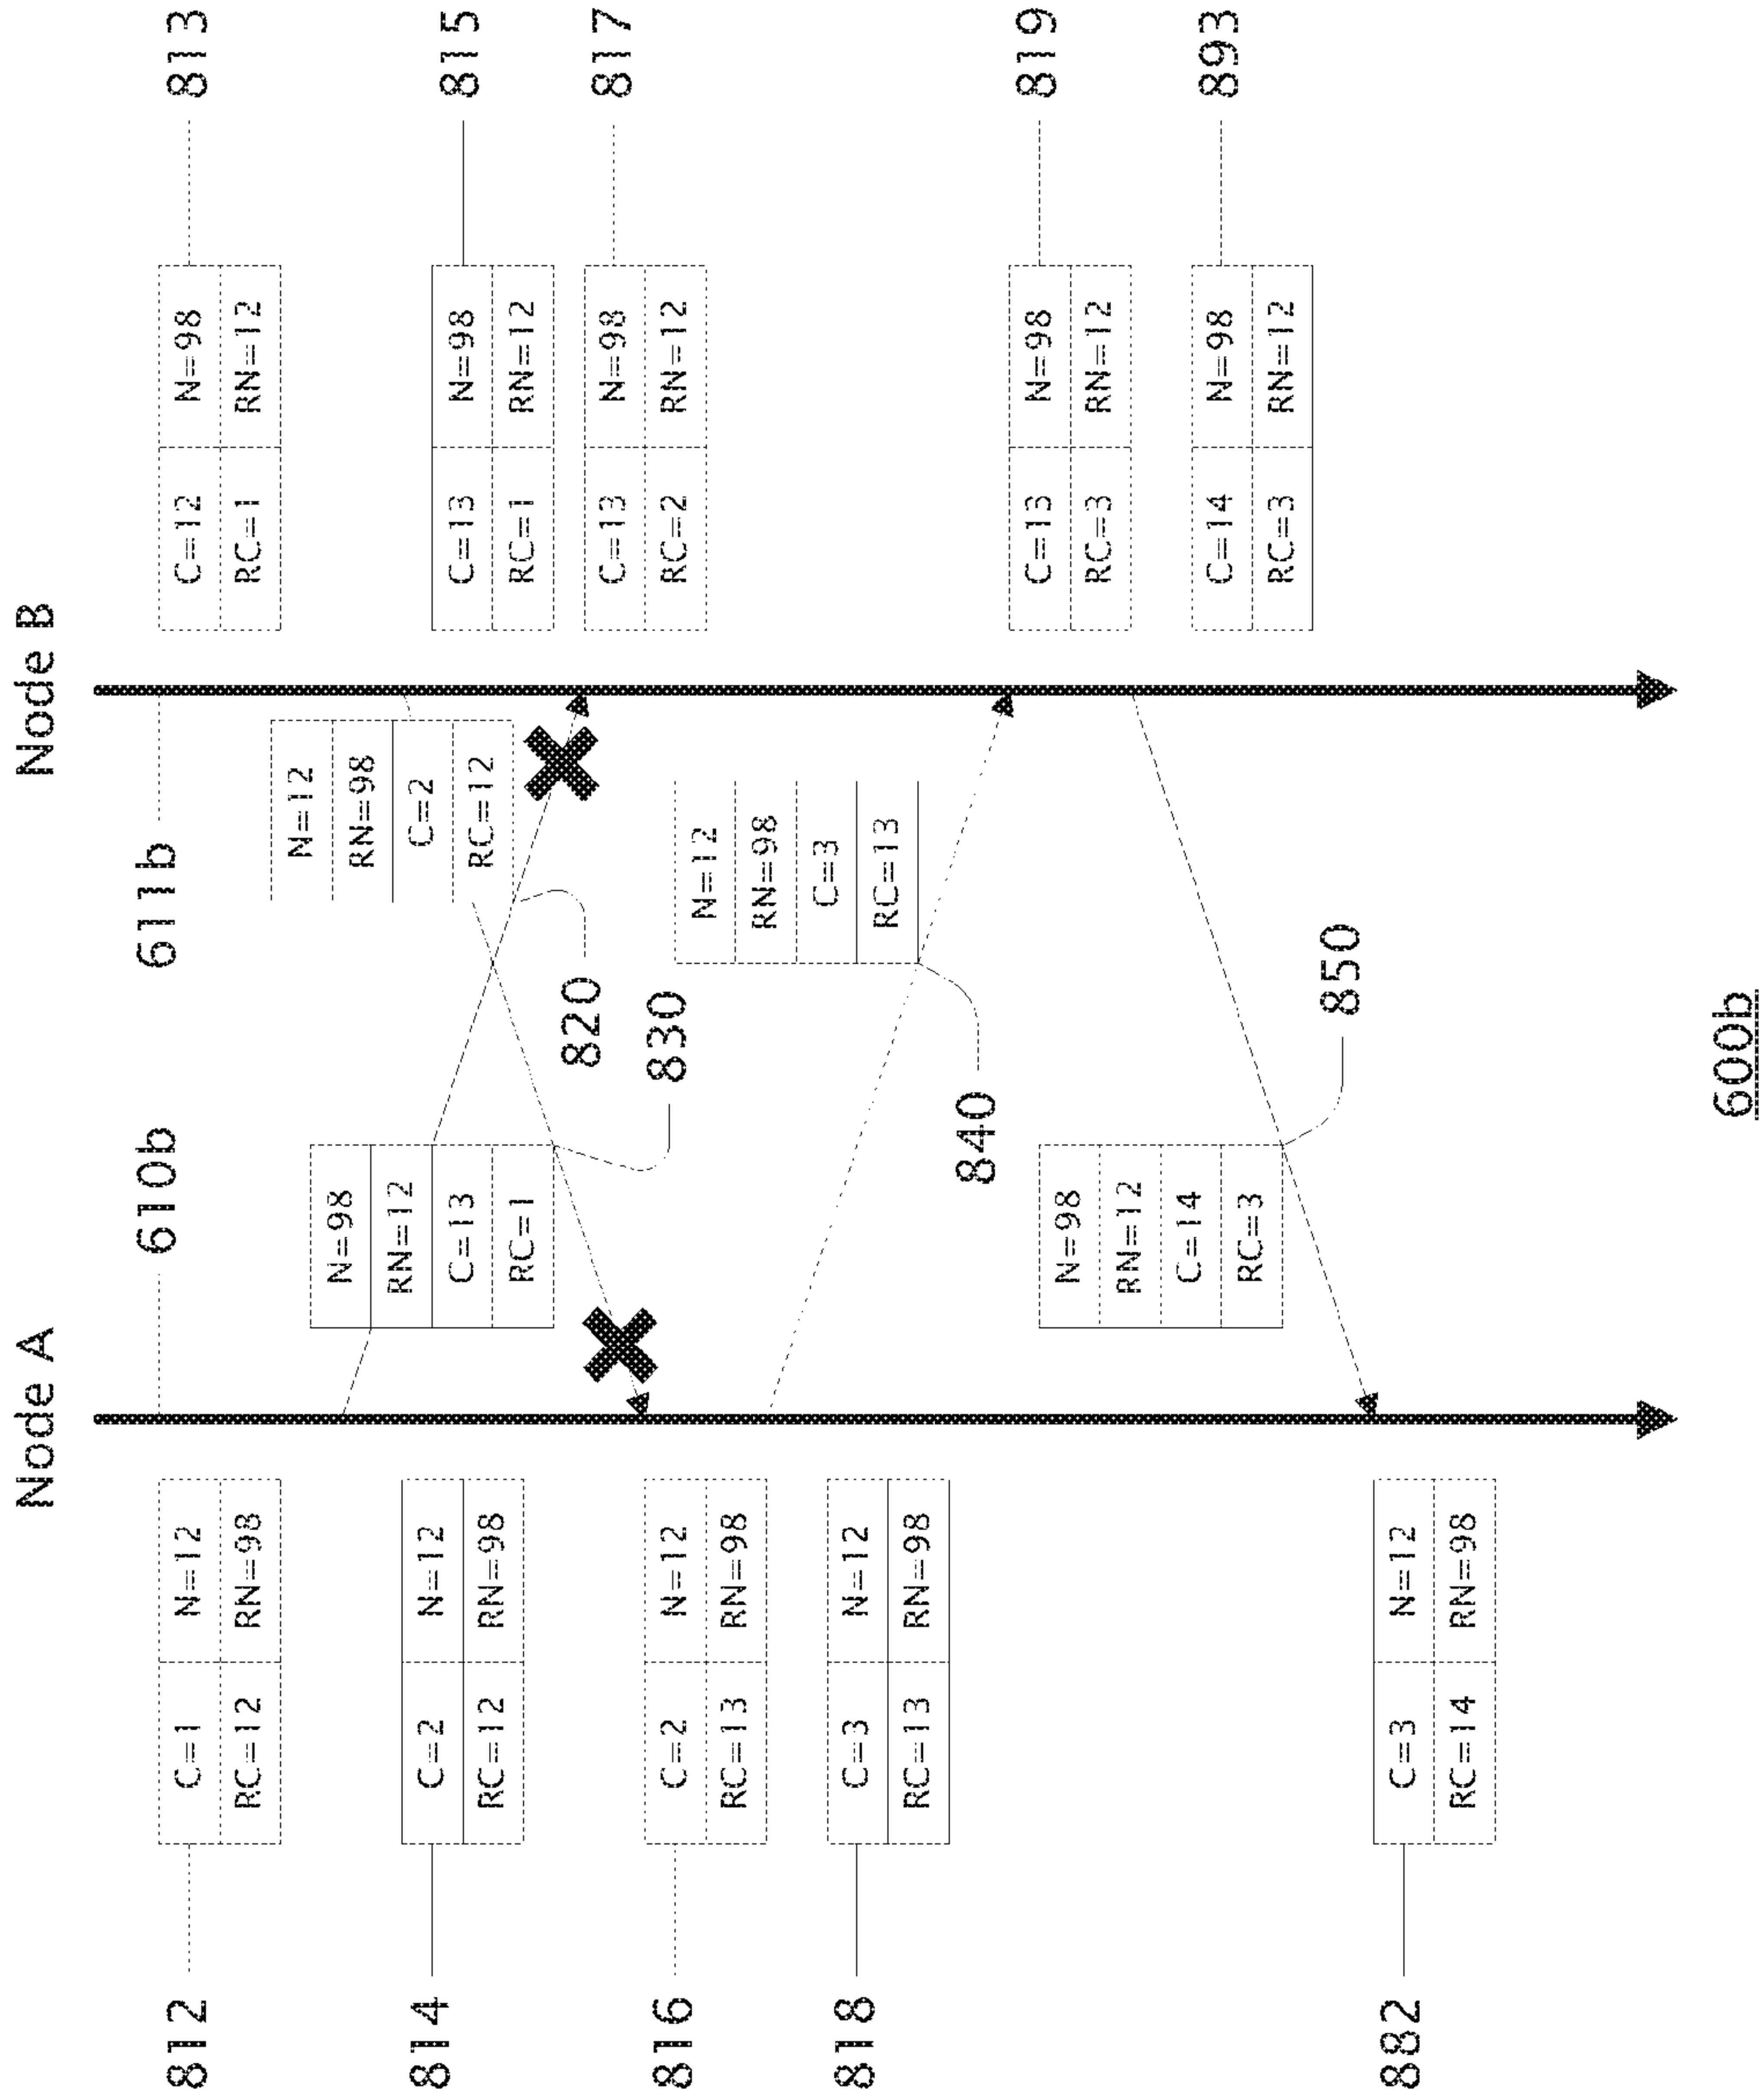 Node A
Node B
610b
611b
812
C=1 N=12
RC=12 RN=98
813
C=12 N=98
RC=1 RN=12
N=12
RN=98
C=2
RC=12
N=98
RN=12
C=13
RC=1
814
C=2 N=12
RC=12 RN=98
815
C=13 N=98
RC=1 RN=12
820
830
817
C=13 N=98
RC=2 RN=12
816
C=2 N=12
RC=13 RN=98
N=12
RN=98
C=3
RC=13
840
818
C=3 N=12
RC=13 RN=98
819
C=13 N=98
RC=3 RN=12
N=98
RN=12
C=14
RC=3
850
893
C=14 N=98
RC=3 RN=12
882
C=3 N=12
RC=14 RN=98
600b